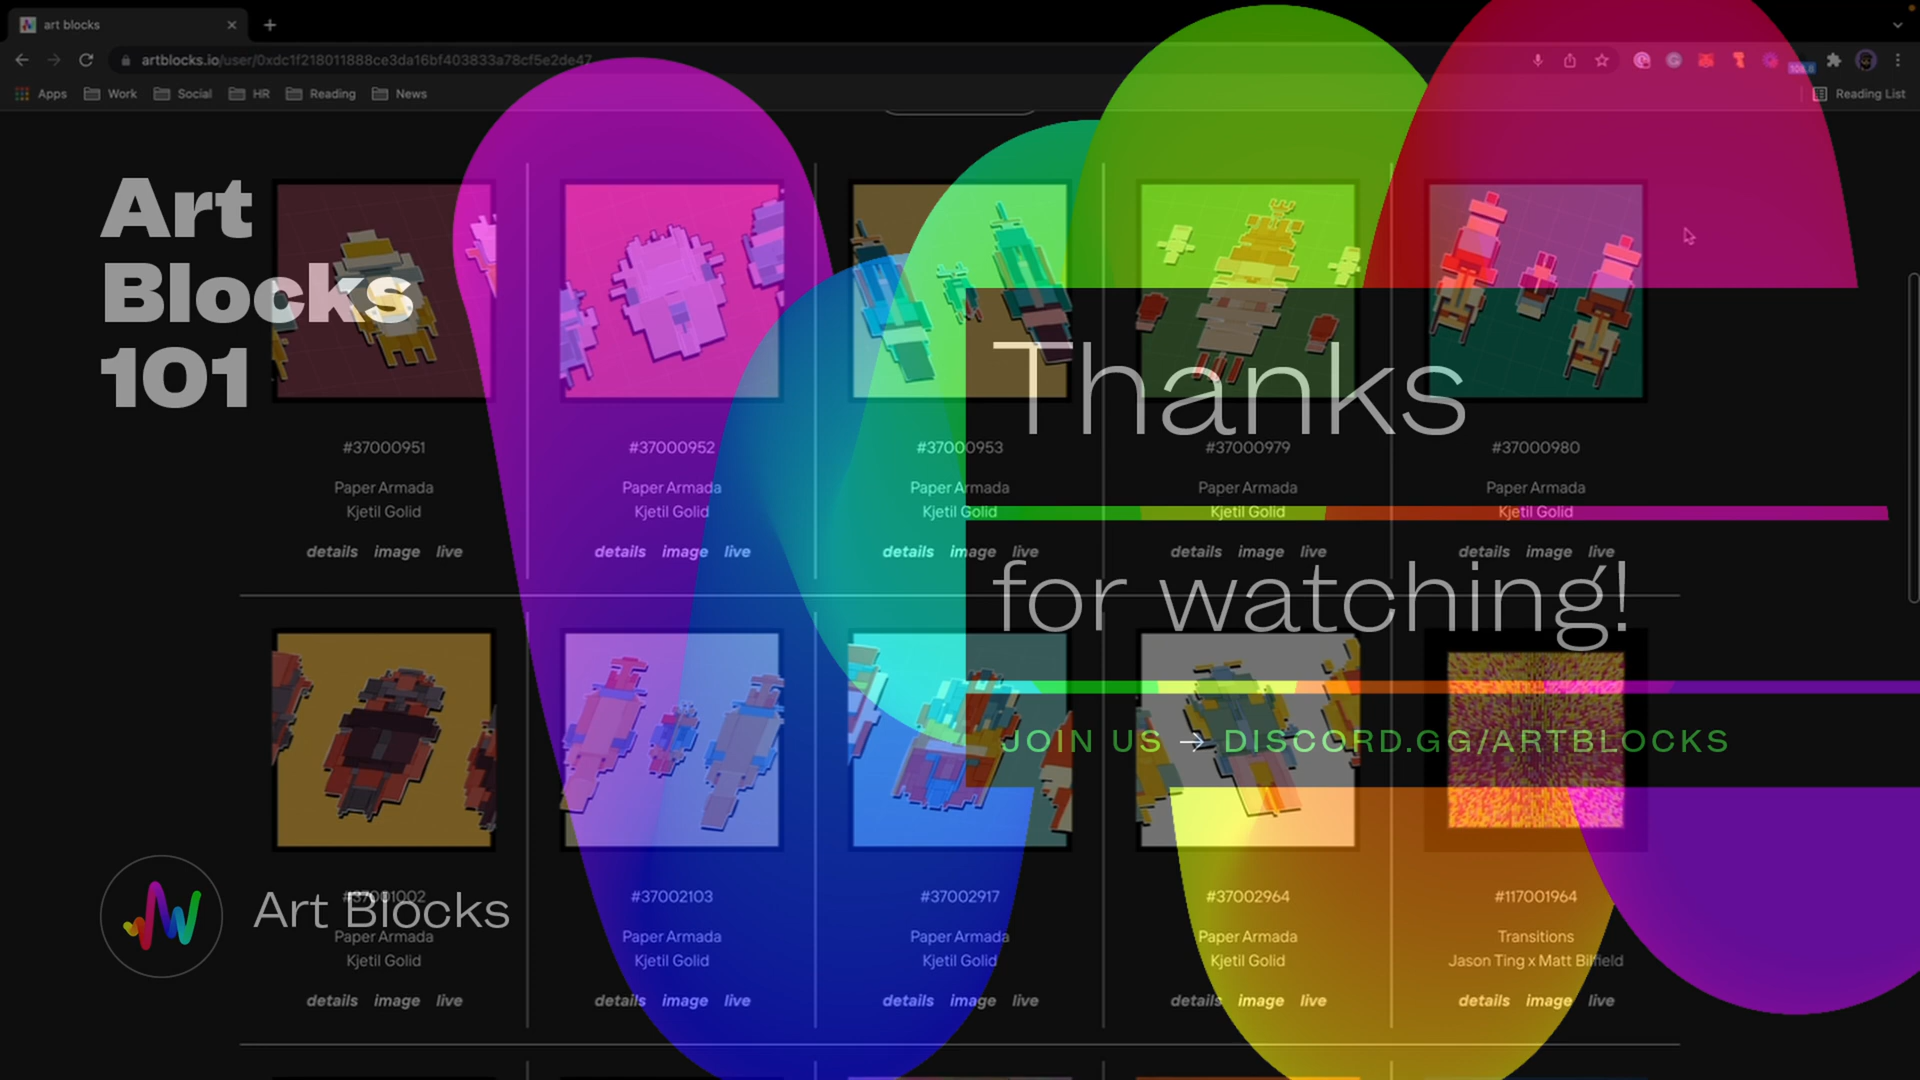 art blocks
artblocks.io/user/0xdc1f218011888ce3da16bf403833a78cf5e2de47
Apps Work Social HR Reading News Reading List
Art
Blocks
101
Thanks
#37000951 #37000952 #37000953 #37000979 #37000980
Paper Armada Paper Armada Paper Armada Paper Armada Paper Armada
Kjetil Golid Kjetil Golid Kjetil Golid Kjetil Golid Kjetil Golid
details image live details image live details image live details image live details image live
for watching!
JOIN US → DISCORD.GG/ARTBLOCKS
#37001002 #37002103 #37002917 #37002964 #117001964
Art Blocks
Paper Armada Paper Armada Paper Armada Paper Armada Transitions
Kjetil Golid Kjetil Golid Kjetil Golid Kjetil Golid Jason Ting x Matt Bilfield
details image live details image live details image live details image live details image live